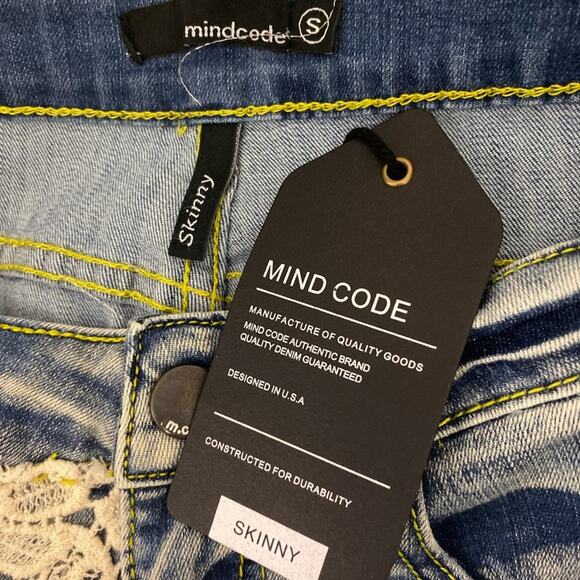 mindcode S
Skinny
MIND CODE
MANUFACTURE OF QUALITY GOODS
MIND CODE AUTHENTIC BRAND
QUALITY DENIM GUARANTEED
DESIGNED IN U.S.A
CONSTRUCTED FOR DURABILITY
SKINNY
m.c